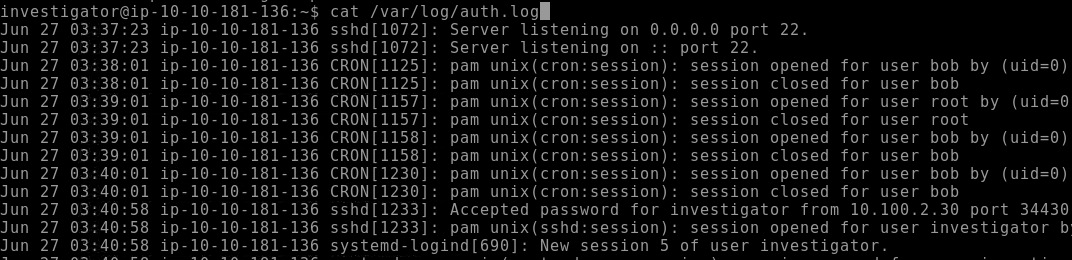 investigator@ip-10-10-181-136:~$ cat /var/log/auth.log
Jun 27 03:37:23 ip-10-10-181-136 sshd[1072]: Server listening on 0.0.0.0 port 22.
Jun 27 03:37:23 ip-10-10-181-136 sshd[1072]: Server listening on :: port 22.
Jun 27 03:38:01 ip-10-10-181-136 CRON[1125]: pam unix(cron:session): session opened for user bob by (uid=0)
Jun 27 03:38:01 ip-10-10-181-136 CRON[1125]: pam unix(cron:session): session closed for user bob
Jun 27 03:39:01 ip-10-10-181-136 CRON[1157]: pam unix(cron:session): session opened for user root by (uid=0
Jun 27 03:39:01 ip-10-10-181-136 CRON[1157]: pam unix(cron:session): session closed for user root
Jun 27 03:39:01 ip-10-10-181-136 CRON[1158]: pam unix(cron:session): session opened for user bob by (uid=0)
Jun 27 03:39:01 ip-10-10-181-136 CRON[1158]: pam unix(cron:session): session closed for user bob
Jun 27 03:40:01 ip-10-10-181-136 CRON[1230]: pam unix(cron:session): session opened for user bob by (uid=0)
Jun 27 03:40:01 ip-10-10-181-136 CRON[1230]: pam unix(cron:session): session closed for user bob
Jun 27 03:40:58 ip-10-10-181-136 sshd[1233]: Accepted password for investigator from 10.100.2.30 port 34430
Jun 27 03:40:58 ip-10-10-181-136 sshd[1233]: pam unix(sshd:session): session opened for user investigator by
Jun 27 03:40:58 ip-10-10-181-136 systemd-logind[690]: New session 5 of user investigator.